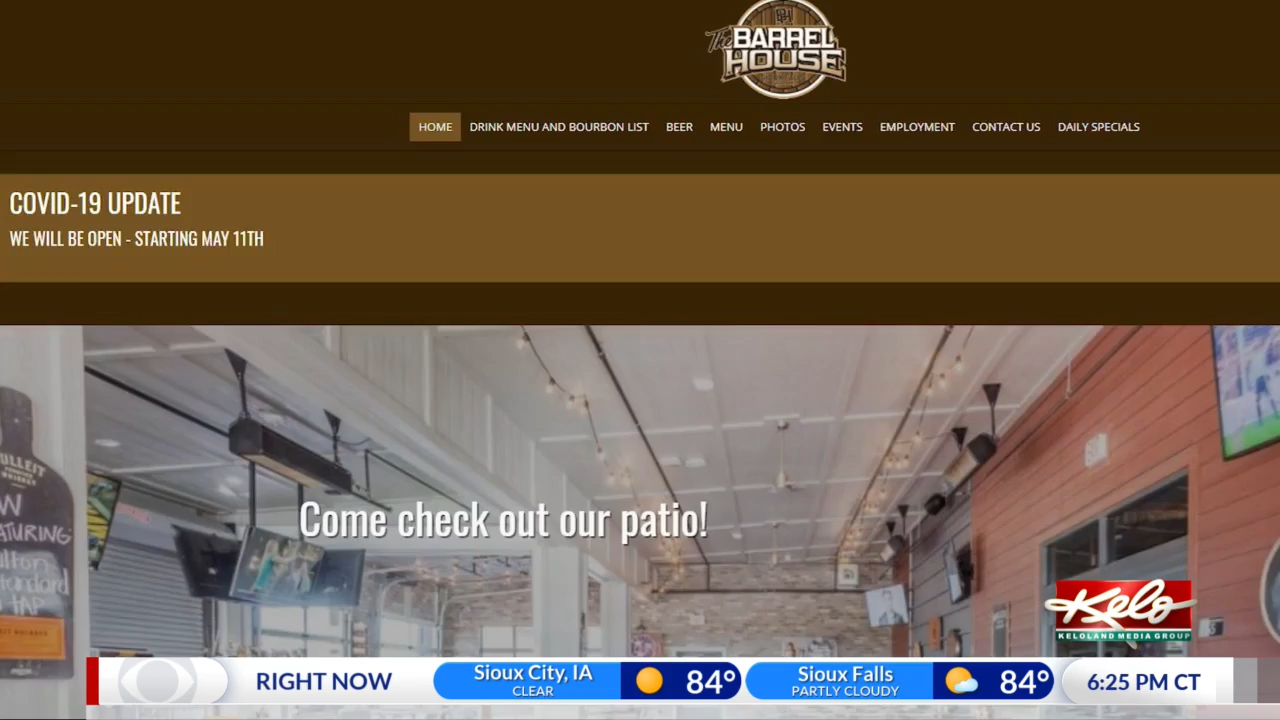 The
BARREL
HOUSE
HOME DRINK MENU AND BOURBON LIST BEER MENU PHOTOS EVENTS EMPLOYMENT CONTACT US DAILY SPECIALS
COVID-19 UPDATE
WE WILL BE OPEN - STARTING MAY 11TH
Come check out our patio!
Kelo
KELOLAND MEDIA GROUP
RIGHT NOW
Sioux City, IA
CLEAR
84°
Sioux Falls
PARTLY CLOUDY
84°
6:25 PM CT